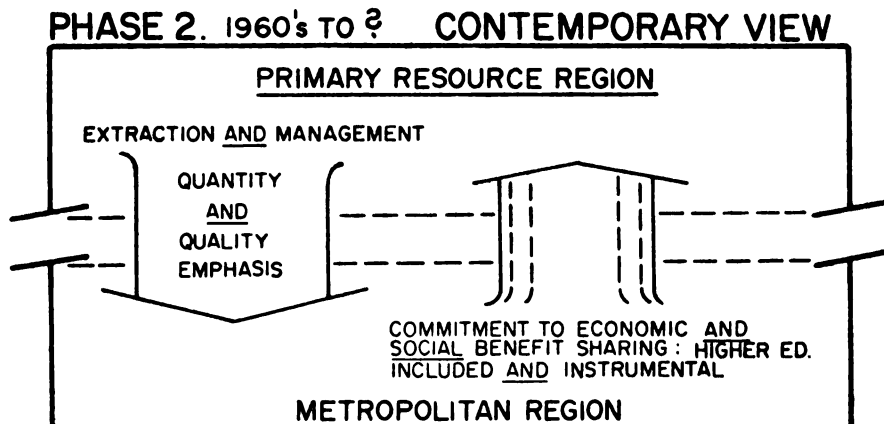 PHASE 2. 1960's TO ? CONTEMPORARY VIEW
PRIMARY RESOURCE REGION
EXTRACTION AND MANAGEMENT
QUANTITY
AND
QUALITY
EMPHASIS
COMMITMENT TO ECONOMIC AND
SOCIAL BENEFIT SHARING: HIGHER ED.
INCLUDED AND INSTRUMENTAL
METROPOLITAN REGION